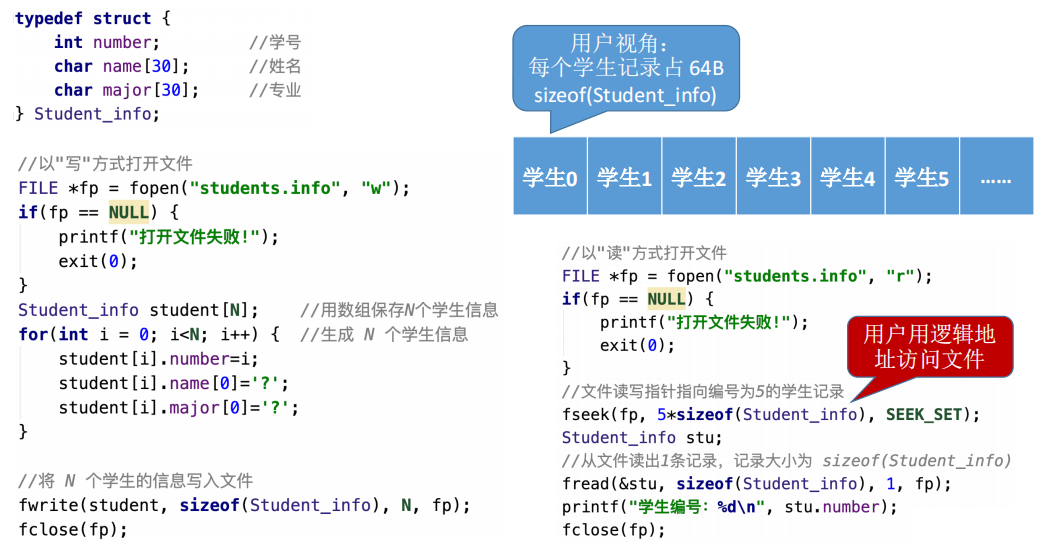 typedef struct {
    int number;         //学号
    char name[30];      //姓名
    char major[30];     //专业
} Student_info;
//以"写"方式打开文件
FILE *fp = fopen("students.info", "w");
if(fp == NULL) {
    printf("打开文件失败!");
    exit(0);
}
Student_info student[N];    //用数组保存N个学生信息
for(int i = 0; i<N; i++) {  //生成 N 个学生信息
    student[i].number=i;
    student[i].name[0]='?';
    student[i].major[0]='?';
}
//将 N 个学生的信息写入文件
fwrite(student, sizeof(Student_info), N, fp);
fclose(fp);
用户视角：
每个学生记录占 64B
sizeof(Student_info)
学生0 学生1 学生2 学生3 学生4 学生5 ……
//以"读"方式打开文件
FILE *fp = fopen("students.info", "r");
if(fp == NULL) {
    printf("打开文件失败!");
    exit(0);
}
用户用逻辑地
址访问文件
//文件读写指针指向编号为5的学生记录
fseek(fp, 5*sizeof(Student_info), SEEK_SET);
Student_info stu;
//从文件读出1条记录，记录大小为 sizeof(Student_info)
fread(&stu, sizeof(Student_info), 1, fp);
printf("学生编号：%d\n", stu.number);
fclose(fp);